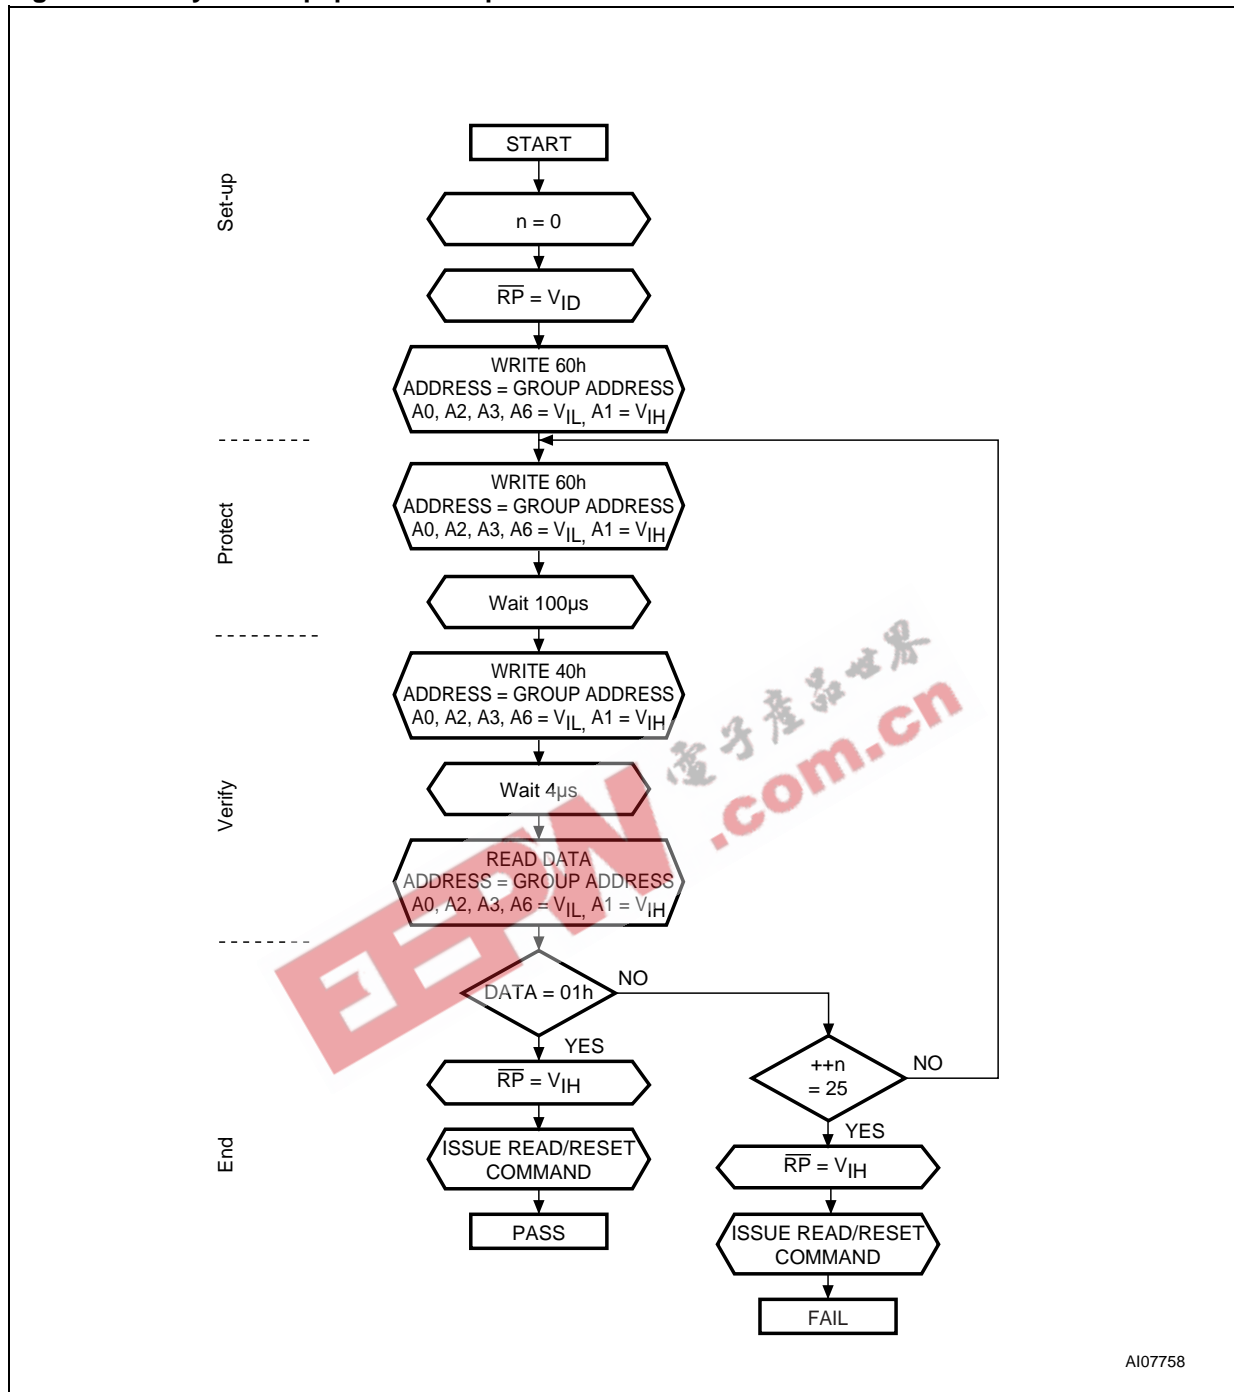 START
Set-up
n = 0
RP = VID
WRITE 60h
ADDRESS = GROUP ADDRESS
A0, A2, A3, A6 = VIL, A1 = VIH
Protect
WRITE 60h
ADDRESS = GROUP ADDRESS
A0, A2, A3, A6 = VIL, A1 = VIH
Wait 100µs
WRITE 40h
ADDRESS = GROUP ADDRESS
A0, A2, A3, A6 = VIL, A1 = VIH
Verify
Wait 4µs
READ DATA
ADDRESS = GROUP ADDRESS
A0, A2, A3, A6 = VIL, A1 = VIH
DATA = 01h
NO
YES
++n
= 25
NO
YES
End
RP = VIH
ISSUE READ/RESET
COMMAND
PASS
RP = VIH
ISSUE READ/RESET
COMMAND
FAIL
EEPW
.com.cn
電子產品世界
AI07758